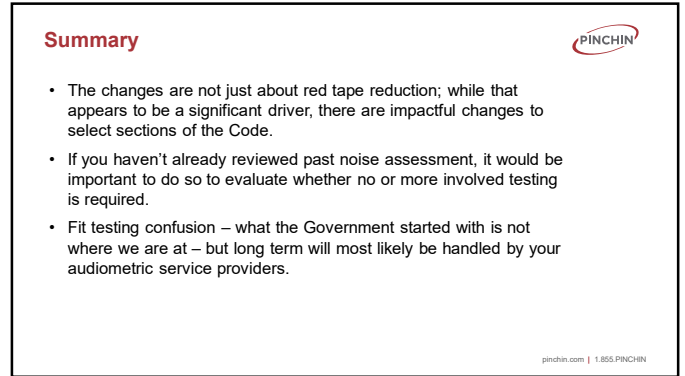 Summary
PINCHIN
• The changes are not just about red tape reduction; while that
appears to be a significant driver, there are impactful changes to
select sections of the Code.
• If you haven’t already reviewed past noise assessment, it would be
important to do so to evaluate whether no or more involved testing
is required.
• Fit testing confusion – what the Government started with is not
where we are at – but long term will most likely be handled by your
audiometric service providers.
pinchin.com | 1.855.PINCHIN